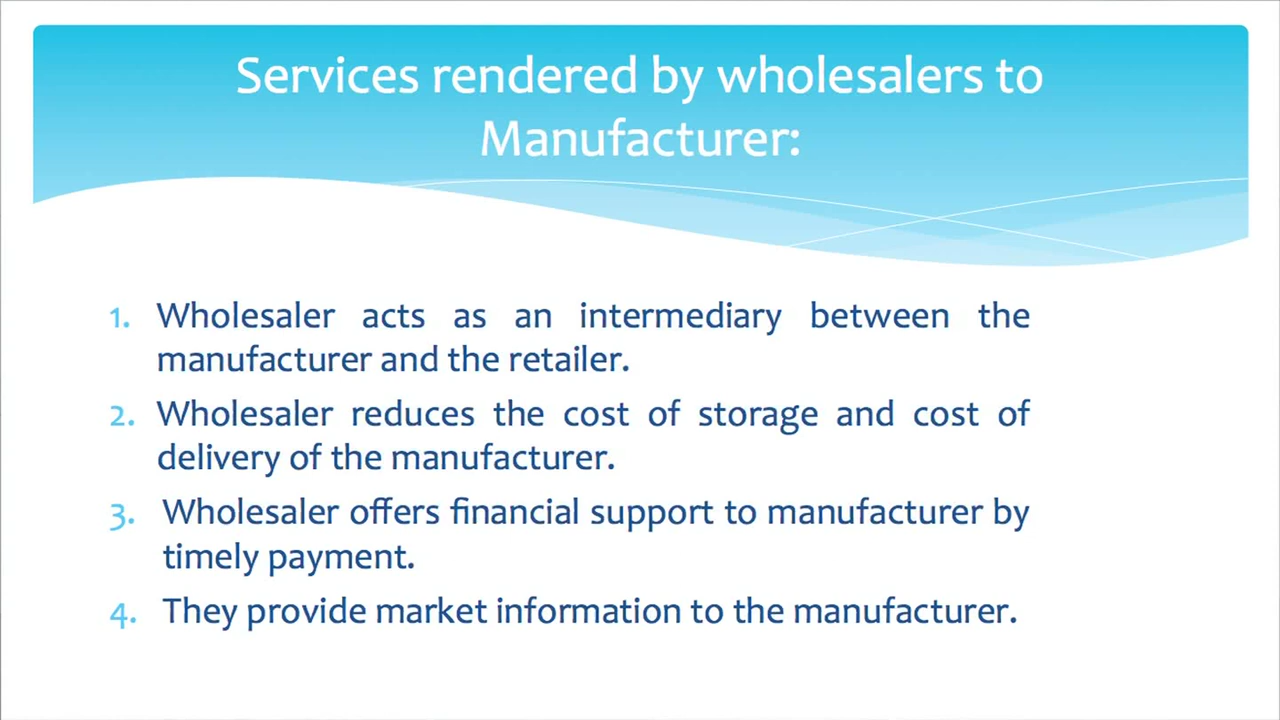 Services rendered by wholesalers to
Manufacturer:
1. Wholesaler acts as an intermediary between the
manufacturer and the retailer.
2. Wholesaler reduces the cost of storage and cost of
delivery of the manufacturer.
3. Wholesaler offers financial support to manufacturer by
timely payment.
4. They provide market information to the manufacturer.